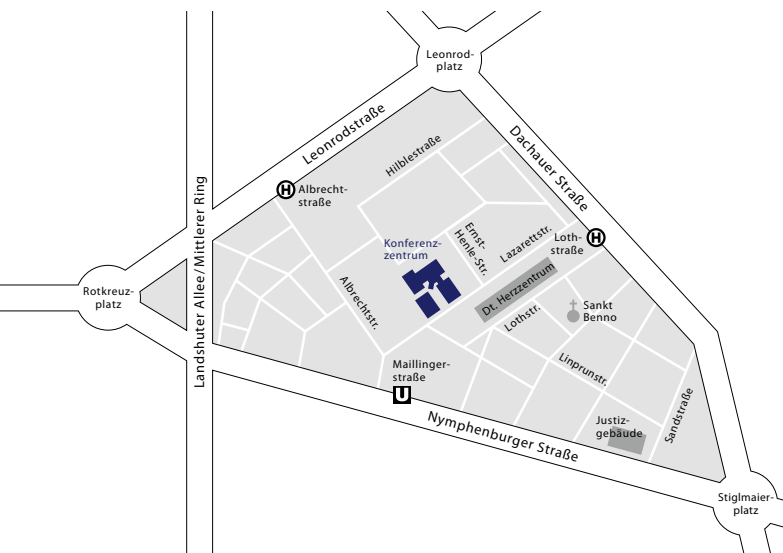 Leonrod-
platz
Leonrodstraße
Dachauer Straße
Hilblestraße
H
Albrecht-
straße
Landshuter Allee/Mittlerer Ring
Ernst-
Henle-Str.
Lazarettstr.
Loth-
straße
H
Konferenz-
zentrum
Dt. Herzzentrum
Rotkreuz-
platz
Albrechtstr.
Lothstr.
Sankt
Benno
Maillinger-
straße
U
Linprunstr.
Sandstraße
Nymphenburger Straße
Justiz-
gebäude
Stiglmaier-
platz